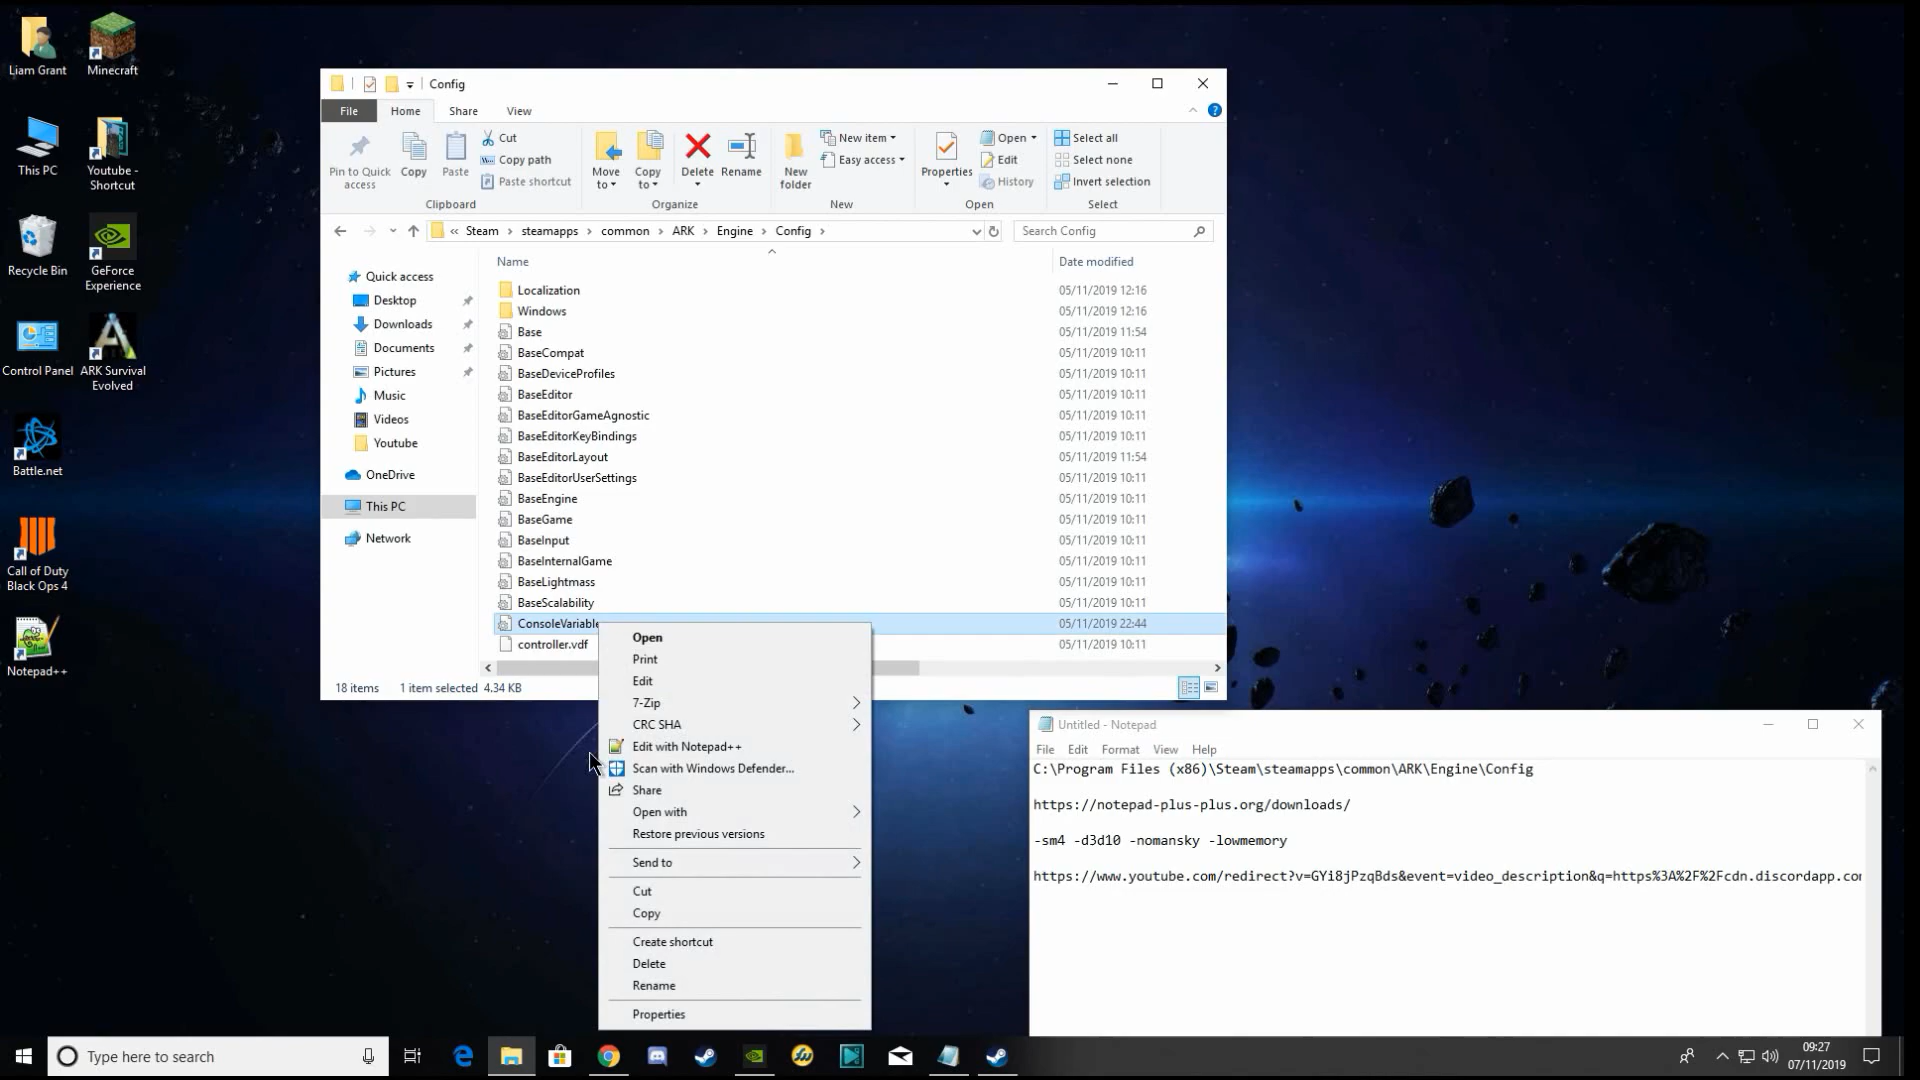 Liam Grant
Minecraft
This PC
Youtube -
Shortcut
Recycle Bin
GeForce
Experience
Control Panel
ARK Survival
Evolved
Battle.net
Call of Duty
Black Ops 4
Notepad++
Config
File
Home
Share
View
Pin to Quick
access
Copy
Paste
Cut
Copy path
Paste shortcut
Clipboard
Move
to
Copy
to
Delete
Rename
Organize
New
folder
New item
Easy access
New
Properties
Open
Edit
History
Open
Select all
Select none
Invert selection
Select
« Steam > steamapps > common > ARK > Engine > Config >
Search Config
Quick access
Desktop
Downloads
Documents
Pictures
Music
Videos
Youtube
OneDrive
This PC
Network
Name Date modified
Localization 05/11/2019 12:16
Windows 05/11/2019 12:16
Base 05/11/2019 11:54
BaseCompat 05/11/2019 10:11
BaseDeviceProfiles 05/11/2019 10:11
BaseEditor 05/11/2019 10:11
BaseEditorGameAgnostic 05/11/2019 10:11
BaseEditorKeyBindings 05/11/2019 10:11
BaseEditorLayout 05/11/2019 11:54
BaseEditorUserSettings 05/11/2019 10:11
BaseEngine 05/11/2019 10:11
BaseGame 05/11/2019 10:11
BaseInput 05/11/2019 10:11
BaseInternalGame 05/11/2019 10:11
BaseLightmass 05/11/2019 10:11
BaseScalability 05/11/2019 10:11
ConsoleVariable 05/11/2019 22:44
controller.vdf 05/11/2019 10:11
18 items 1 item selected 4.34 KB
Open
Print
Edit
7-Zip
CRC SHA
Edit with Notepad++
Scan with Windows Defender...
Share
Open with
Restore previous versions
Send to
Cut
Copy
Create shortcut
Delete
Rename
Properties
Untitled - Notepad
File Edit Format View Help
C:\Program Files (x86)\Steam\steamapps\common\ARK\Engine\Config
https://notepad-plus-plus.org/downloads/
-sm4 -d3d10 -nomansky -lowmemory
https://www.youtube.com/redirect?v=GYi8jPzqBds&event=video_description&q=https%3A%2F%2Fcdn.discordapp.com
Type here to search
09:27
07/11/2019